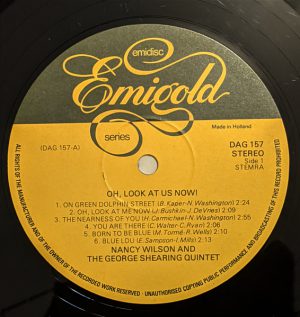 emidisc
Emigold
series
Made in Holland
(DAG 157-A)
DAG 157
STEREO
Side 1
STEMRA
OH, LOOK AT US NOW!
1. ON GREEN DOLPHIN STREET (B. Kaper-N. Washington) 2:24
2. OH, LOOK AT ME NOW (J. Bushkin-J. DeVries) 2:09
3. THE NEARNESS OF YOU (H. Carmichael-N. Washington) 2:55
4. YOU ARE THERE (C. Walter-C. Ryan) 2:06
5. BORN TO BE BLUE (M. Tormé-R. Wells) 2:10
6. BLUE LOU (E. Sampson-I. Mills) 2:13
NANCY WILSON AND
THE GEORGE SHEARING QUINTET
ALL RIGHTS OF THE MANUFACTURER AND OF THE OWNER OF THE RECORDED WORK RESERVED · UNAUTHORISED COPYING PUBLIC PERFORMANCE AND BROADCASTING OF THIS RECORD PROHIBITED